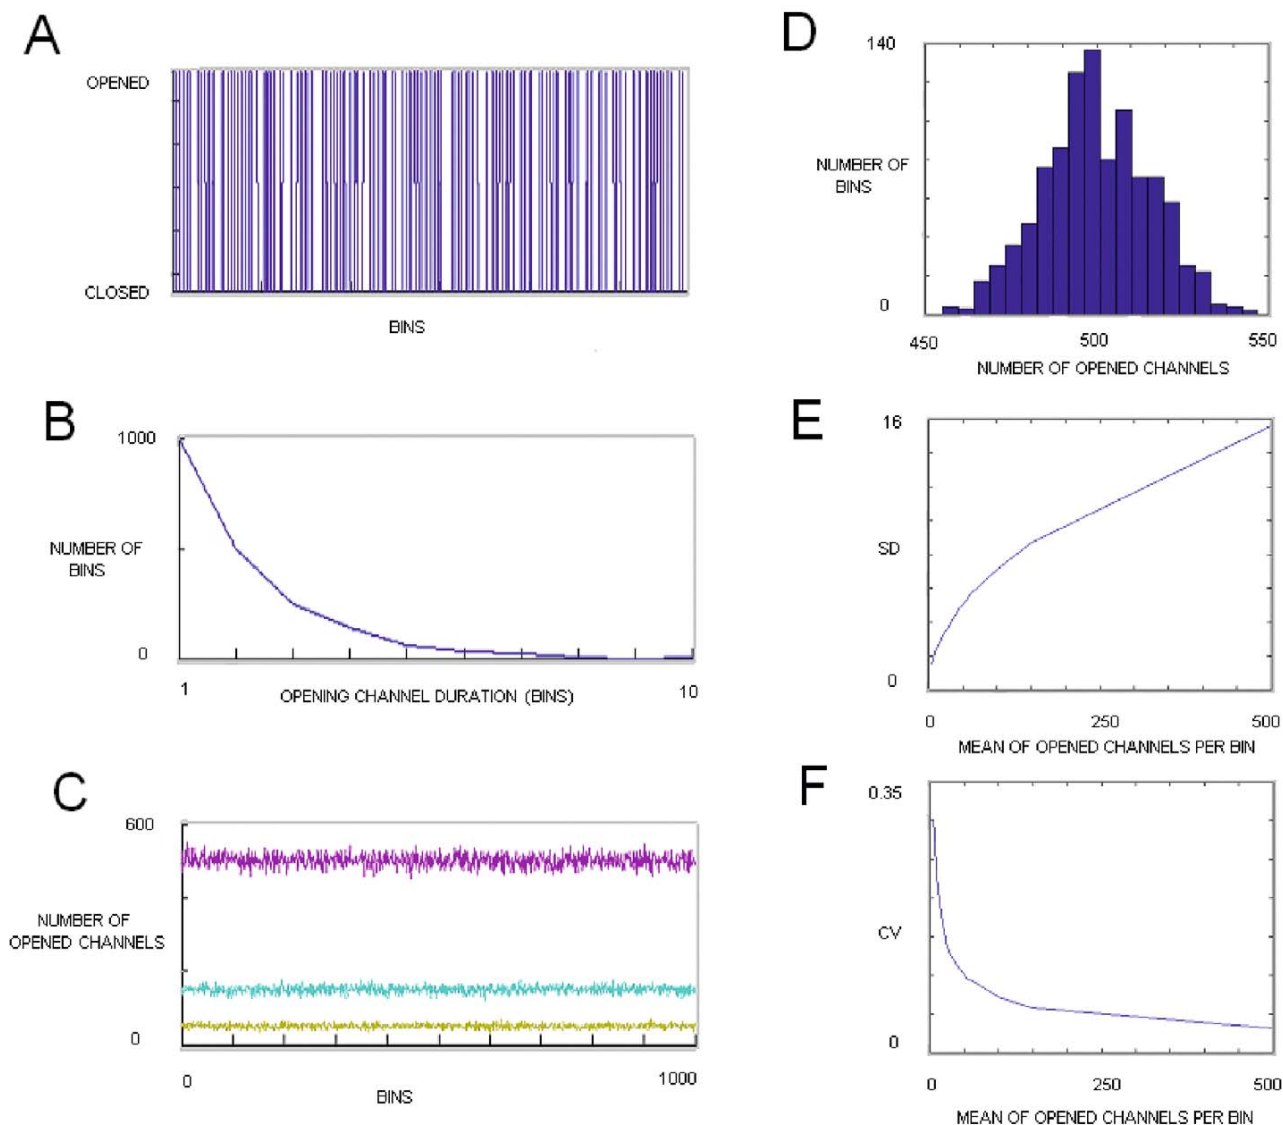 A
OPENED
CLOSED
BINS
B
1000
NUMBER OF
BINS
0
1
OPENING CHANNEL DURATION (BINS)
10
C
600
NUMBER OF
OPENED CHANNELS
0
0
1000
BINS
D
140
NUMBER OF
BINS
0
450
500
550
NUMBER OF OPENED CHANNELS
E
16
SD
0
0
250
500
MEAN OF OPENED CHANNELS PER BIN
F
0.35
CV
0
0
250
500
MEAN OF OPENED CHANNELS PER BIN